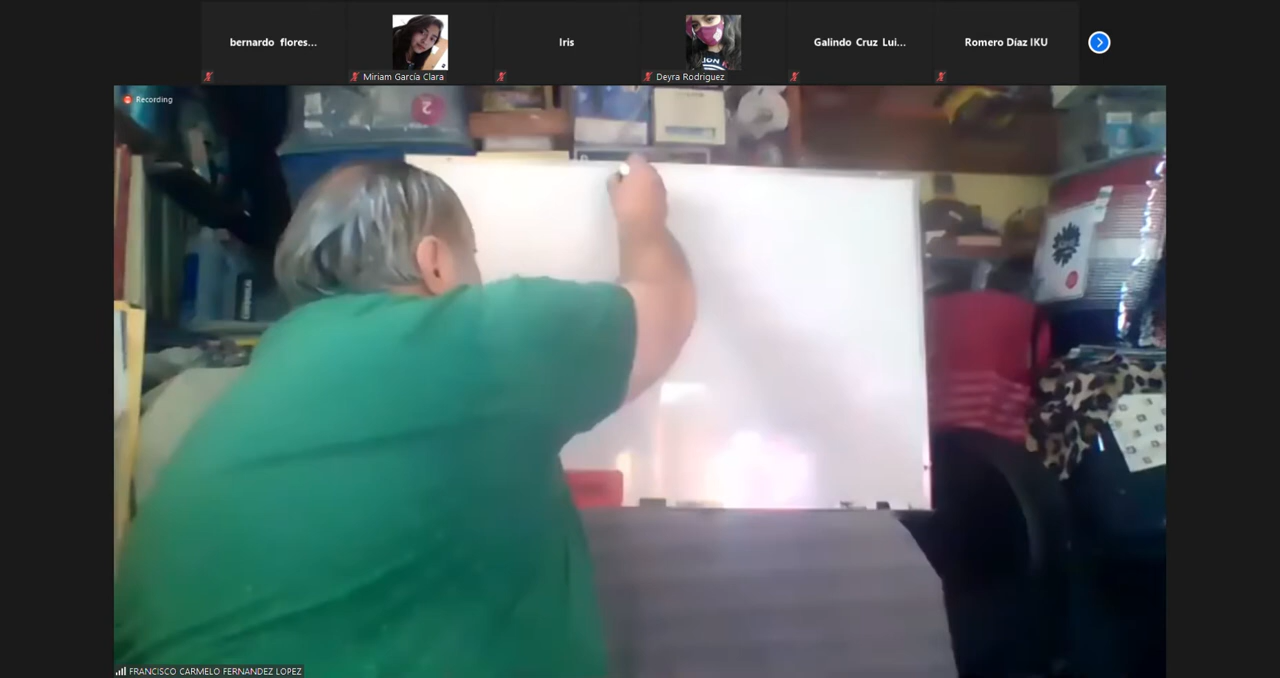 bernardo flores...
Iris
Galindo Cruz Lui...
Romero Díaz IKU
Miriam García Clara
Deyra Rodriguez
Recording
2
FRANCISCO CARMELO FERNANDEZ LOPEZ